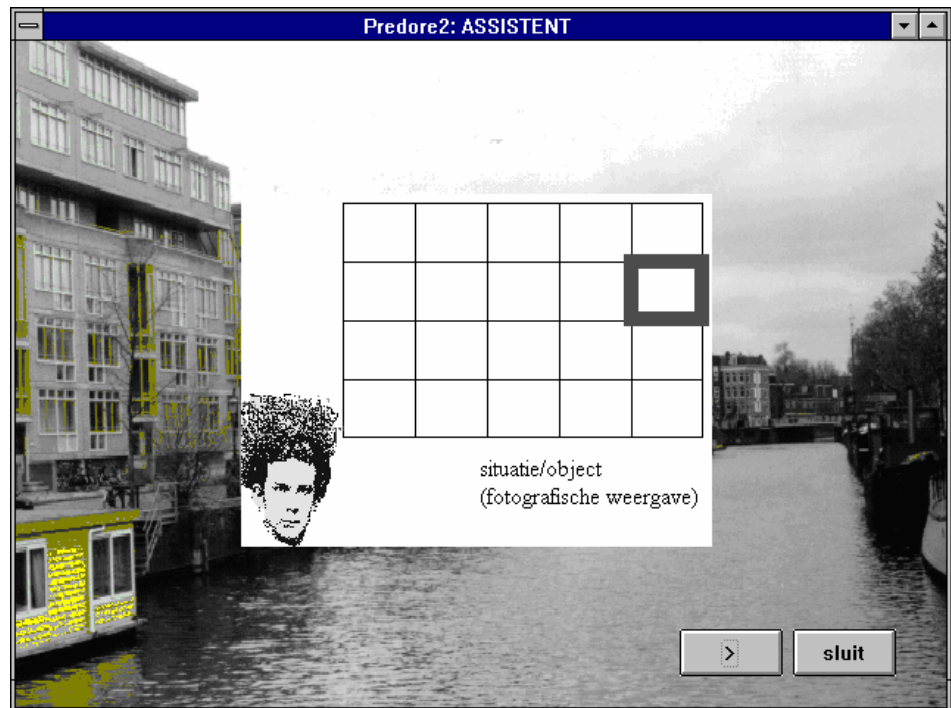 Predore2: ASSISTENT
situatie/object
(fotografische weergave)
>
sluit